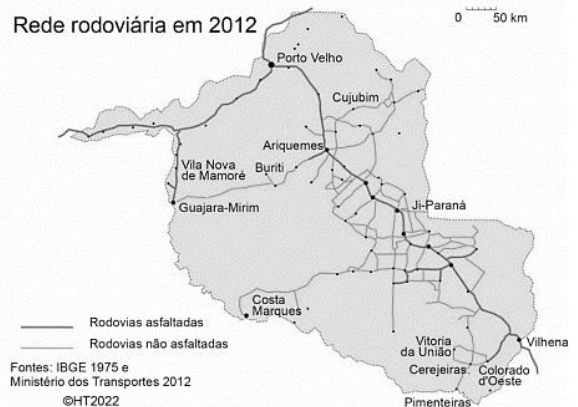 Rede rodoviária em 2012
0 50 km
Porto Velho
Cujubim
Ariquemes
Vila Nova
de Mamoré
Buriti
Guajara-Mirim
Ji-Paraná
Costa
Marques
Rodovias asfaltadas
Rodovias não asfaltadas
Vitoria
da União
Vilhena
Cerejeiras
Colorado
d'Oeste
Pimenteiras
Fontes: IBGE 1975 e
Ministério dos Transportes 2012
©HT2022